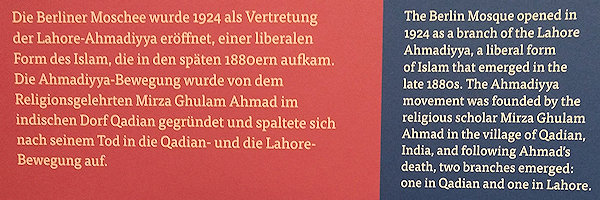 Die Berliner Moschee wurde 1924 als Vertretung
der Lahore-Ahmadiyya eröffnet, einer liberalen
Form des Islam, die in den späten 1880ern aufkam.
Die Ahmadiyya-Bewegung wurde von dem
Religionsgelehrten Mirza Ghulam Ahmad im
indischen Dorf Qadian gegründet und spaltete sich
nach seinem Tod in die Qadian- und die Lahore-
Bewegung auf.
The Berlin Mosque opened in
1924 as a branch of the Lahore
Ahmadiyya, a liberal form
of Islam that emerged in the
late 1880s. The Ahmadiyya
movement was founded by the
religious scholar Mirza Ghulam
Ahmad in the village of Qadian,
India, and following Ahmad's
death, two branches emerged:
one in Qadian and one in Lahore.